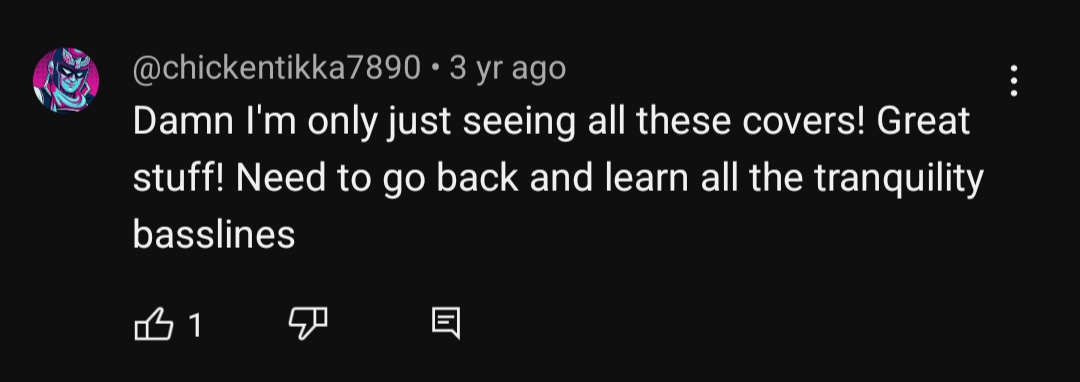 @chickentikka7890 • 3 yr ago
Damn I'm only just seeing all these covers! Great
stuff! Need to go back and learn all the tranquility
basslines
1